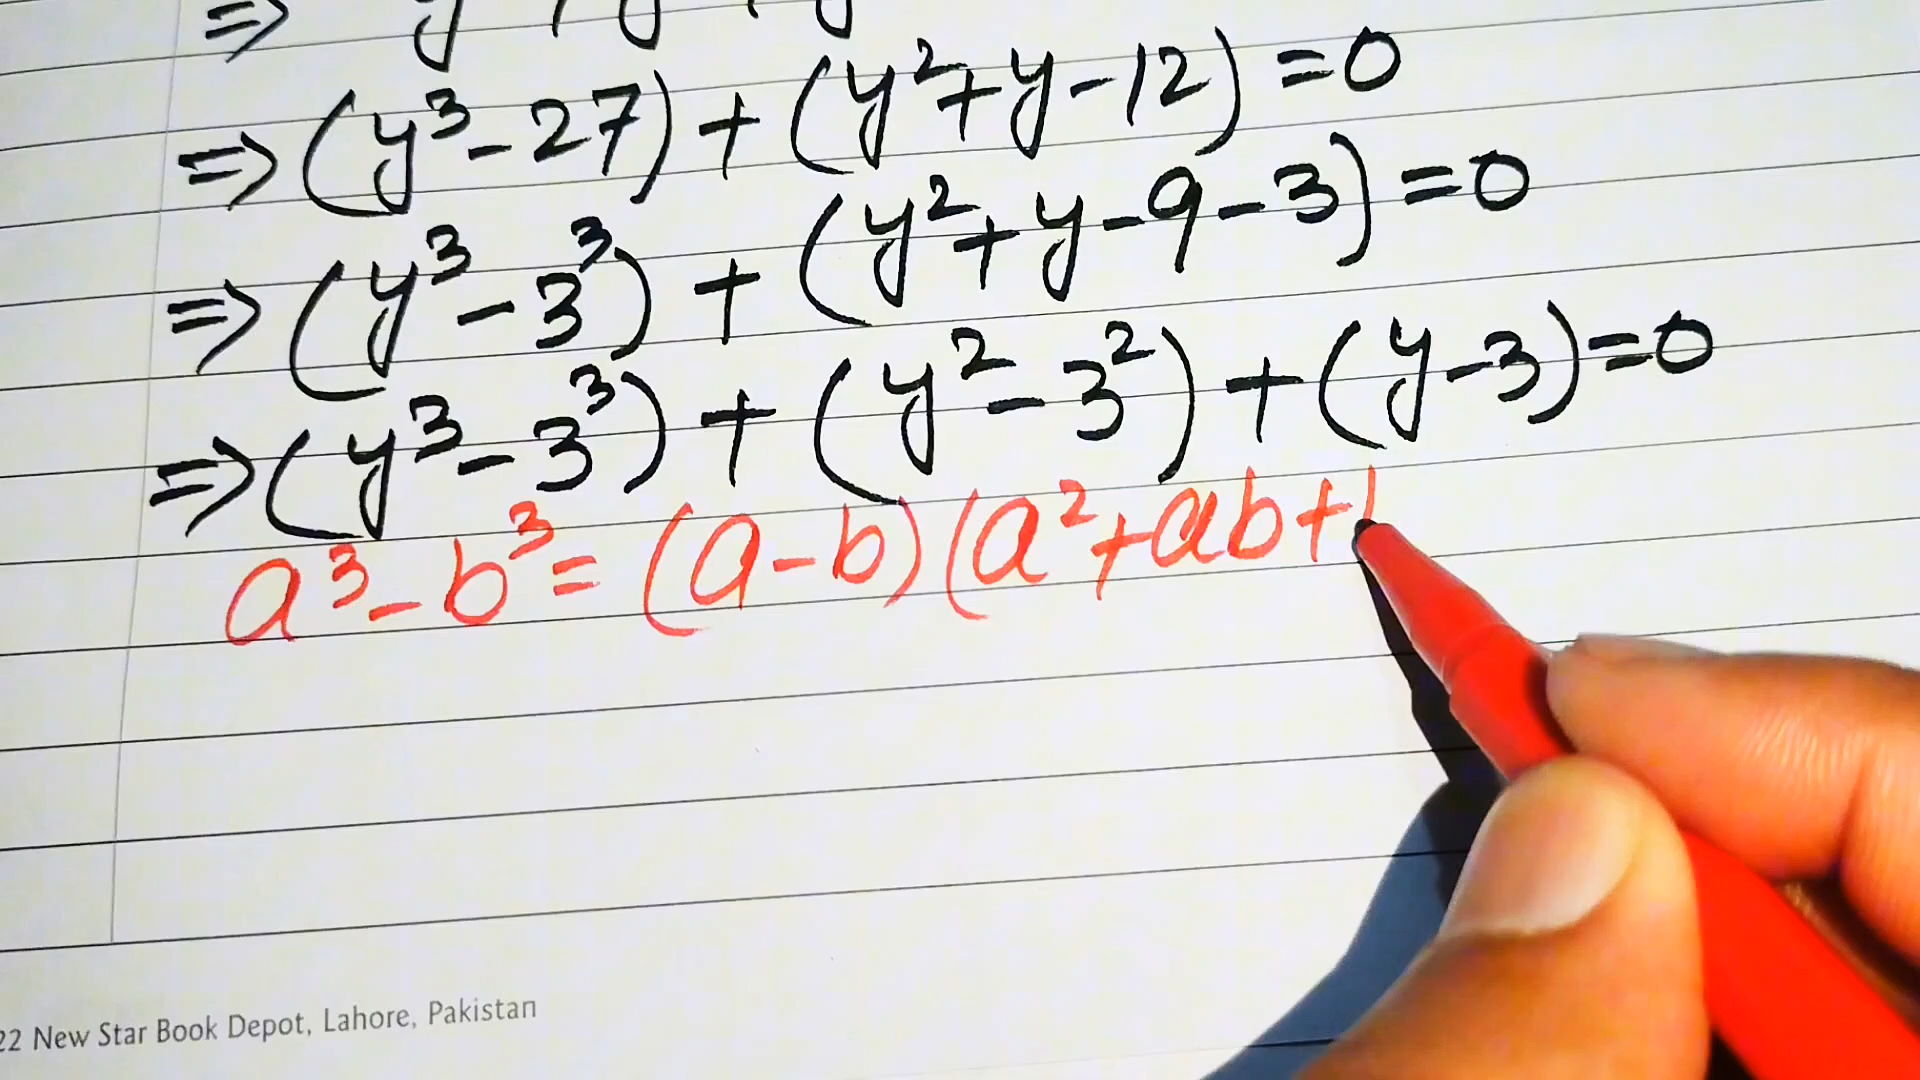 ⇒ (y³-27)+(y²+y-12)=0
⇒ (y³-3³)+(y²+y-9-3)=0
⇒ (y³-3³)+(y²-3²)+(y-3)=0
a³-b³=(a-b)(a²+ab+
22 New Star Book Depot, Lahore, Pakistan